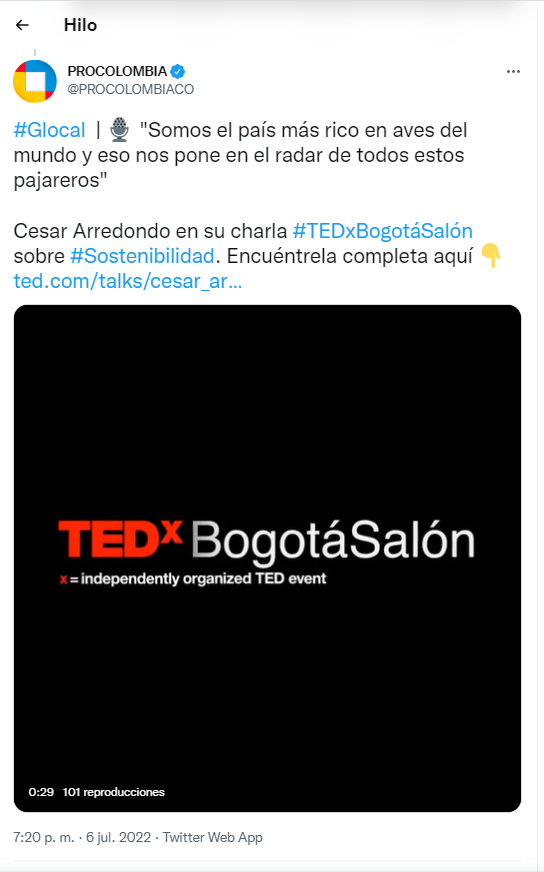 Hilo
PROCOLOMBIA
@PROCOLOMBIACO
#Glocal | 🎙️ "Somos el país más rico en aves del
mundo y eso nos pone en el radar de todos estos
pajareros"
Cesar Arredondo en su charla #TEDxBogotáSalón
sobre #Sostenibilidad. Encuéntrela completa aquí 👇
ted.com/talks/cesar_ar...
TEDx BogotáSalón
x = independently organized TED event
0:29 101 reproducciones
7:20 p. m. · 6 jul. 2022 · Twitter Web App